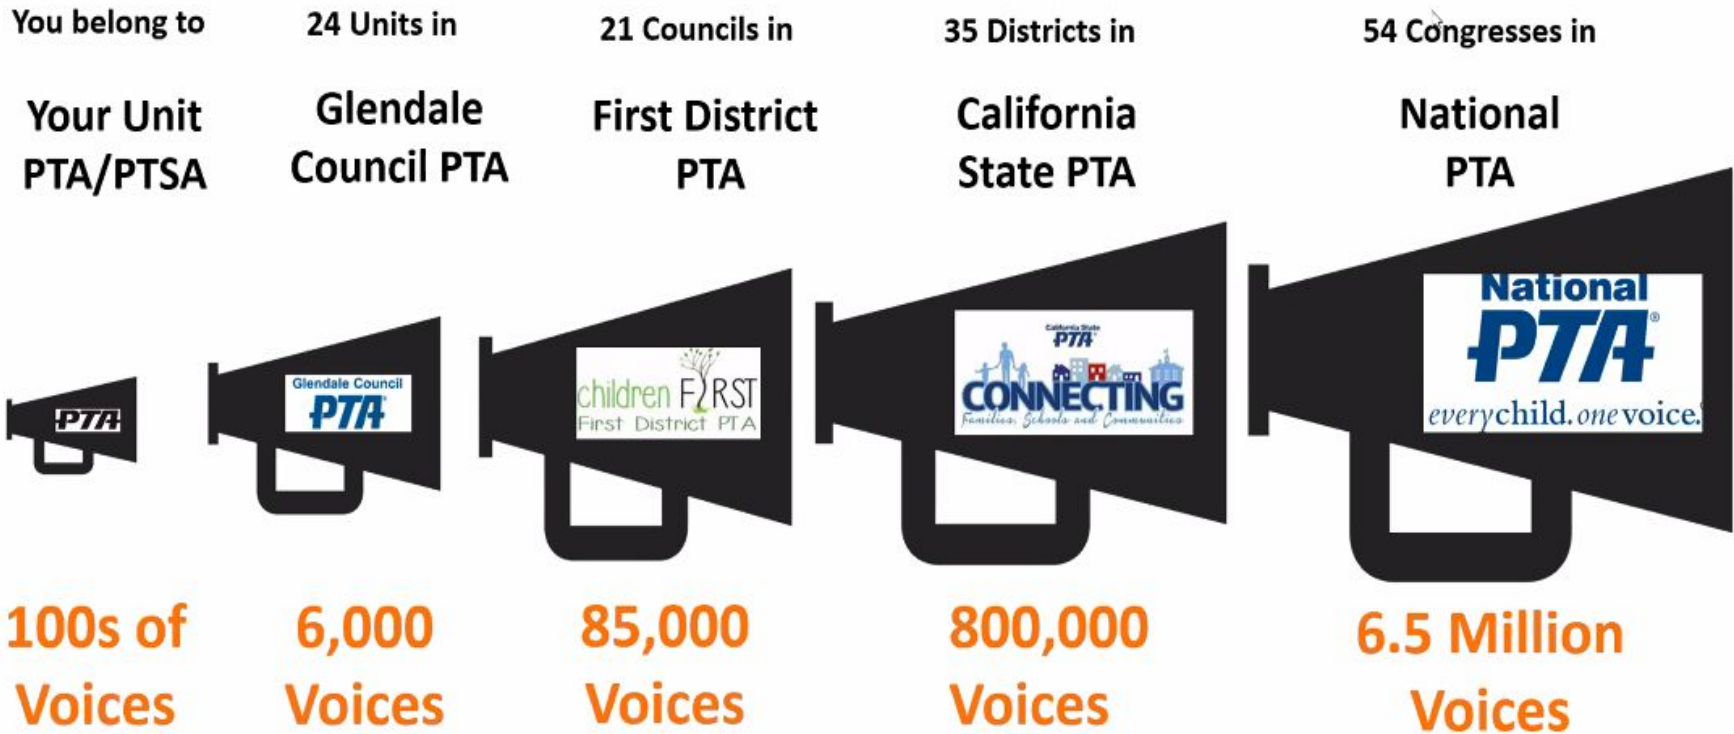 You belong to
Your Unit
PTA/PTSA
PTA
100s of
Voices
24 Units in
Glendale
Council PTA
Glendale Council
PTA
6,000
Voices
21 Councils in
First District
PTA
children FIRST
First District PTA
85,000
Voices
35 Districts in
California
State PTA
California State
PTA
CONNECTING
Families, Schools and Communities
800,000
Voices
54 Congresses in
National
PTA
National
PTA®
everychild. one voice.
6.5 Million
Voices